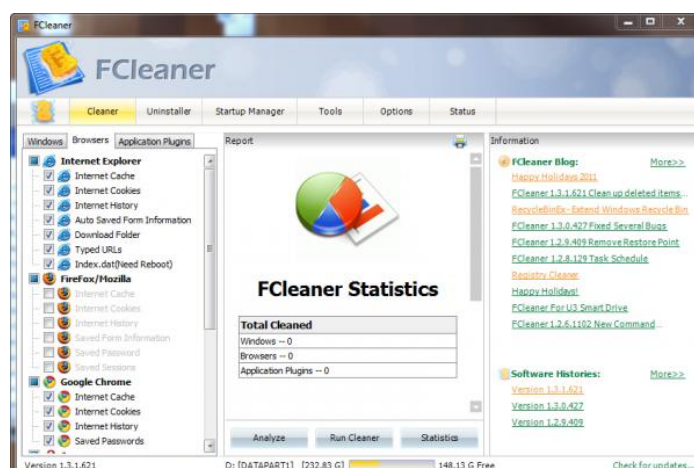 FCleaner
FCleaner
Cleaner Uninstaller Startup Manager Tools Options Status
Windows Browsers Application Plugins
Internet Explorer
Internet Cache
Internet Cookies
Internet History
Auto Saved Form Information
Download Folder
Typed URLs
Index.dat(Need Reboot)
FireFox/Mozilla
Internet Cache
Internet Cookies
Internet History
Saved Form Information
Saved Password
Saved Sessions
Google Chrome
Internet Cache
Internet Cookies
Internet History
Saved Passwords
Report
FCleaner Statistics
Total Cleaned
Windows -- 0
Browsers -- 0
Application Plugins -- 0
Analyze Run Cleaner Statistics
Information
FCleaner Blog: More>>
Happy Holidays 2011
FCleaner 1.3.1.621 Clean up deleted items...
RecycleBinEx - Extend Windows Recycle Bin
FCleaner 1.3.0.427 Fixed Several Bugs
FCleaner 1.2.9.409 Remove Restore Point
FCleaner 1.2.8.129 Task Schedule
Registry Cleaner
Happy Holidays!
FCleaner For U3 Smart Drive
FCleaner 1.2.6.1102 New Command...
Software Histories: More>>
Version 1.3.1.621
Version 1.3.0.427
Version 1.2.9.409
Version 1.3.1.621 D: [DATAPART1] [232.83 G] 148.13 G Free Check for updates...